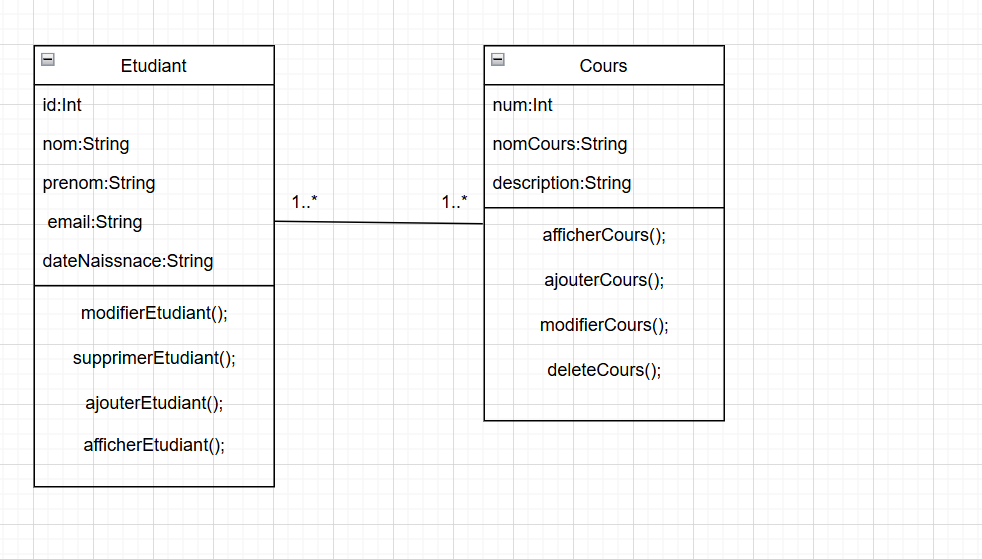 Etudiant
id:Int
nom:String
prenom:String
email:String
dateNaissnace:String
modifierEtudiant();
supprimerEtudiant();
ajouterEtudiant();
afficherEtudiant();
1..*
1..*
Cours
num:Int
nomCours:String
description:String
afficherCours();
ajouterCours();
modifierCours();
deleteCours();